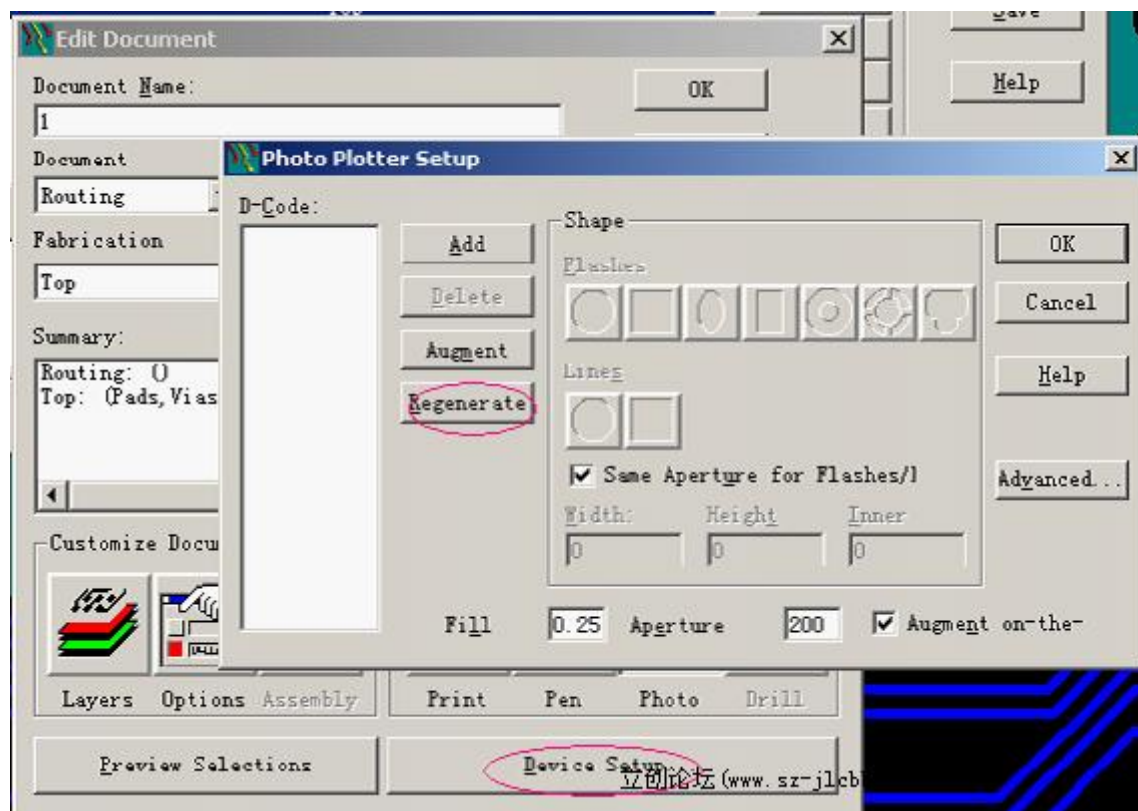 Save
Edit Document
Document Name:
OK
Help
1
Document
Photo Plotter Setup
Routing
D-Code:
Shape
Fabrication
Add
Flashes
OK
Top
Delete
Cancel
Summary:
Augment
Routing: ()
Lines
Help
Top: (Pads, Vias
Regenerate
Same Aperture for Flashes/l
Advanced...
Width:
Height
Inner
0
0
0
Customize Docu
Fill
0.25
Aperture
200
Augment on-the-
Layers
Options
Assembly
Print
Pen
Photo
Drill
Preview Selections
Device Setup
立创论坛(www.sz-jlcb